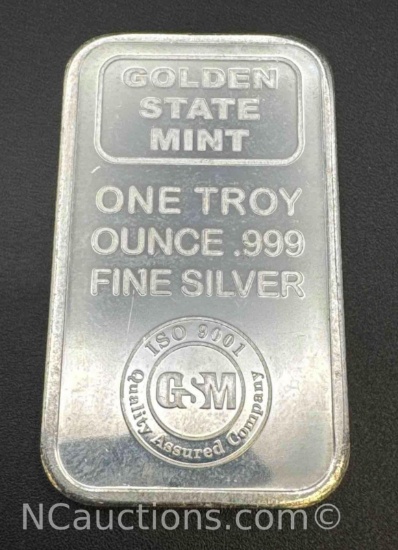 GOLDEN
STATE
MINT
ONE TROY
OUNCE .999
FINE SILVER
ISO 9001
GSM
Quality Assured Company
NCauctions.com©